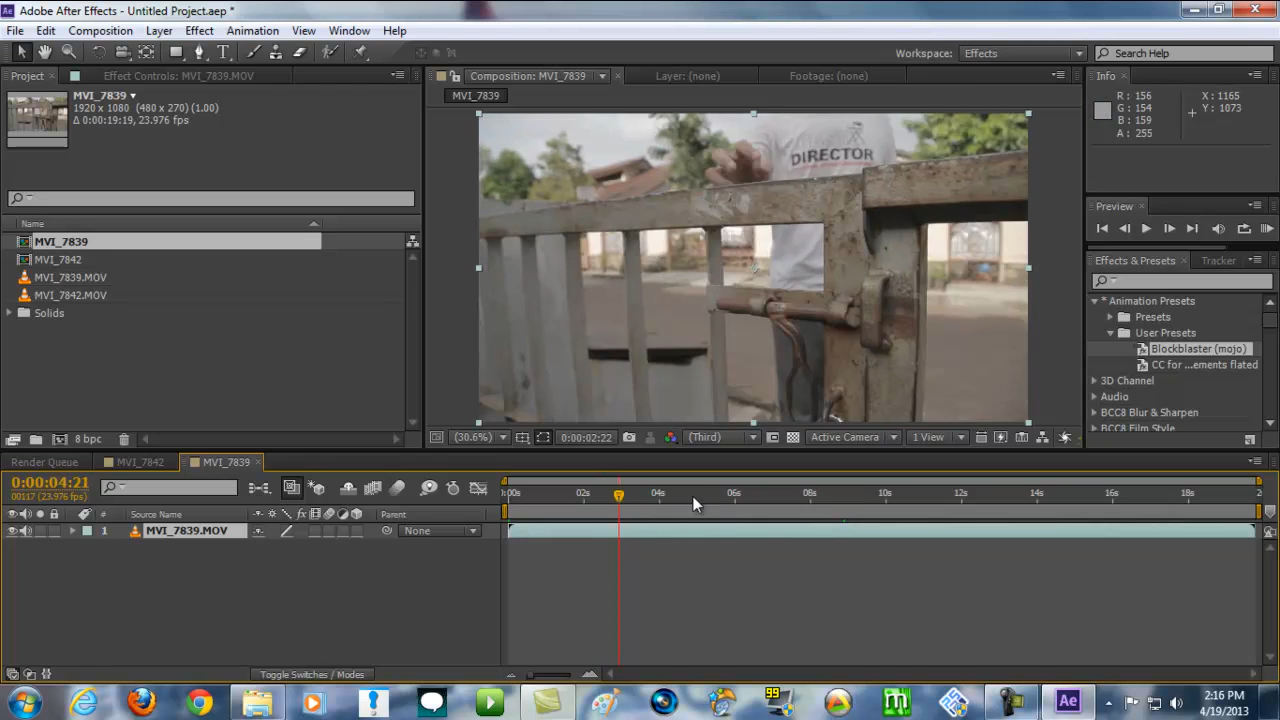 Adobe After Effects - Untitled Project.aep *
File Edit Composition Layer Effect Animation View Window Help
Workspace: Effects Search Help
Project Effect Controls: MVI_7839.MOV Composition: MVI_7839 Layer: (none) Footage: (none) Info
MVI_7839
1920 x 1080 (480 x 270) (1.00)
Δ 0:00:19:19, 23.976 fps
MVI_7839
R : 156
G : 154
B : 159
A : 255
X : 1165
Y : 1073
DIRECTOR
Name
MVI_7839
MVI_7842
MVI_7839.MOV
MVI_7842.MOV
Solids
8 bpc
Preview
Effects & Presets Tracker
* Animation Presets
Presets
User Presets
Blockblaster (mojo)
CC for ...ements flated
3D Channel
Audio
BCC8 Blur & Sharpen
BCC8 Film Style
(30.6%) 0:00:02:22 (Third) Active Camera 1 View
Render Queue MVI_7842 MVI_7839
0:00:04:21
00117 (23.976 fps)
:00s 02s 04s 06s 08s 10s 12s 14s 16s 18s 2
# Source Name Parent
1 MVI_7839.MOV None
Toggle Switches / Modes
99
Ae
2:16 PM
4/19/2013